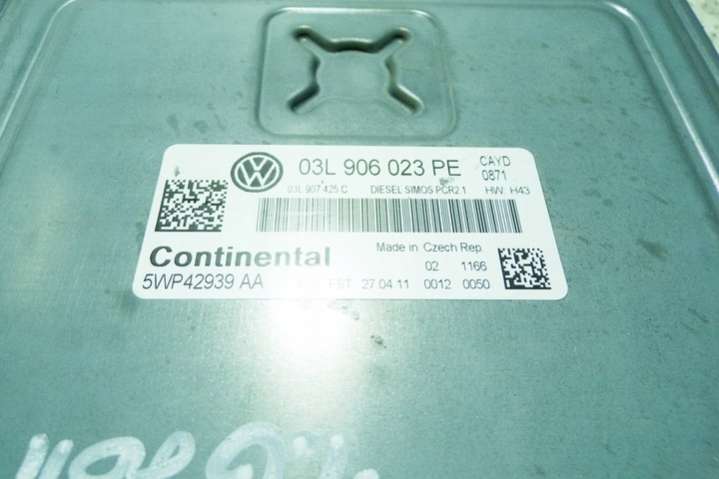 03L 906 023 PE CAYD
0871
03L 907 425 C DIESEL SIMOS PCR2.1 HW: H43
Continental Made in Czech Rep.
02 1166
5WP42939 AA EST 27 04 11 0012 0050